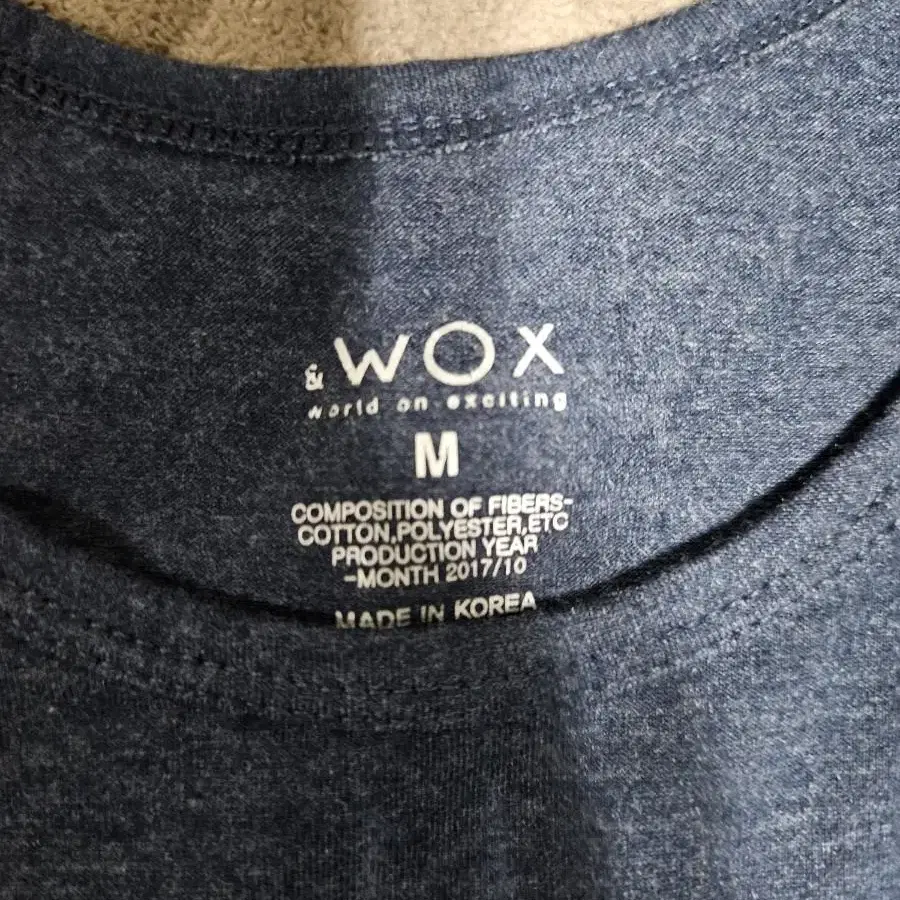 & WOX
world on exciting
M
COMPOSITION OF FIBERS-
COTTON,POLYESTER,ETC
PRODUCTION YEAR
-MONTH 2017/10
MADE IN KOREA